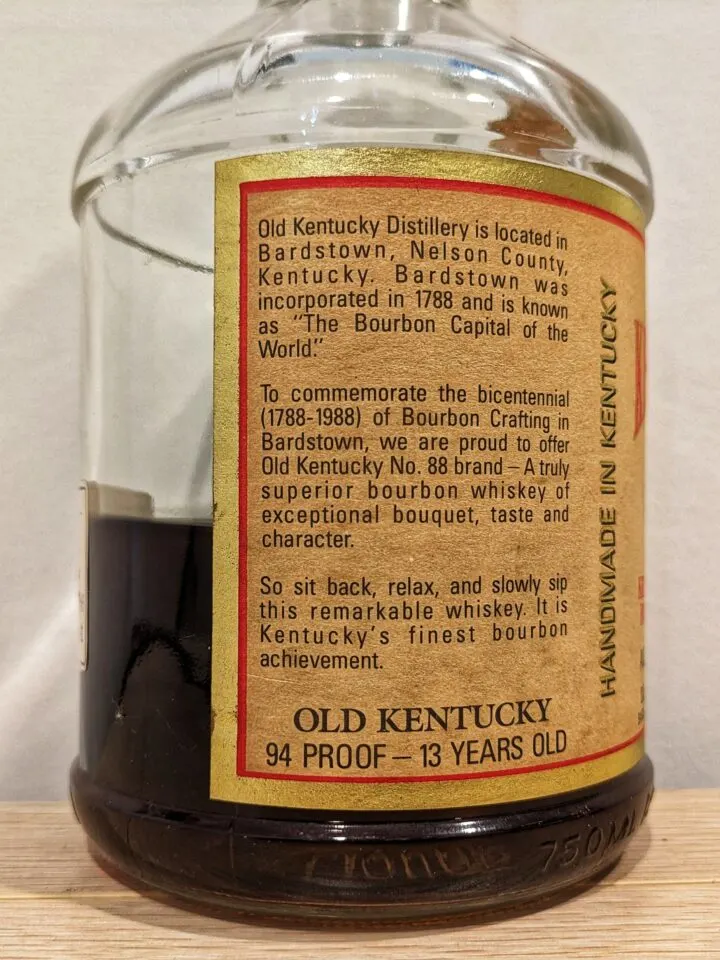 Old Kentucky Distillery is located in
Bardstown, Nelson County,
Kentucky. Bardstown was
incorporated in 1788 and is known
as "The Bourbon Capital of the
World."
To commemorate the bicentennial
(1788-1988) of Bourbon Crafting in
Bardstown, we are proud to offer
Old Kentucky No. 88 brand – A truly
superior bourbon whiskey of
exceptional bouquet, taste and
character.
So sit back, relax, and slowly sip
this remarkable whiskey. It is
Kentucky's finest bourbon
achievement.
OLD KENTUCKY
94 PROOF – 13 YEARS OLD
HANDMADE IN KENTUCKY
750ML